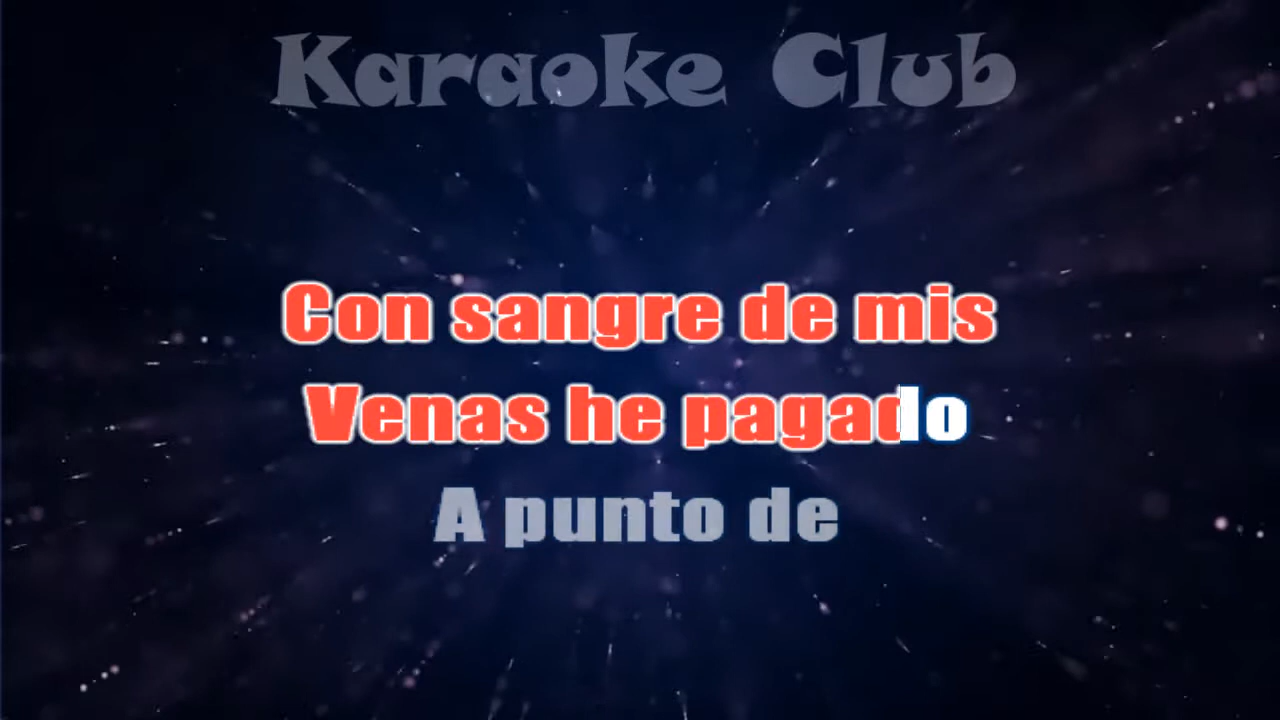 Karaoke Club
Con sangre de mis
Venas he pagado
A punto de